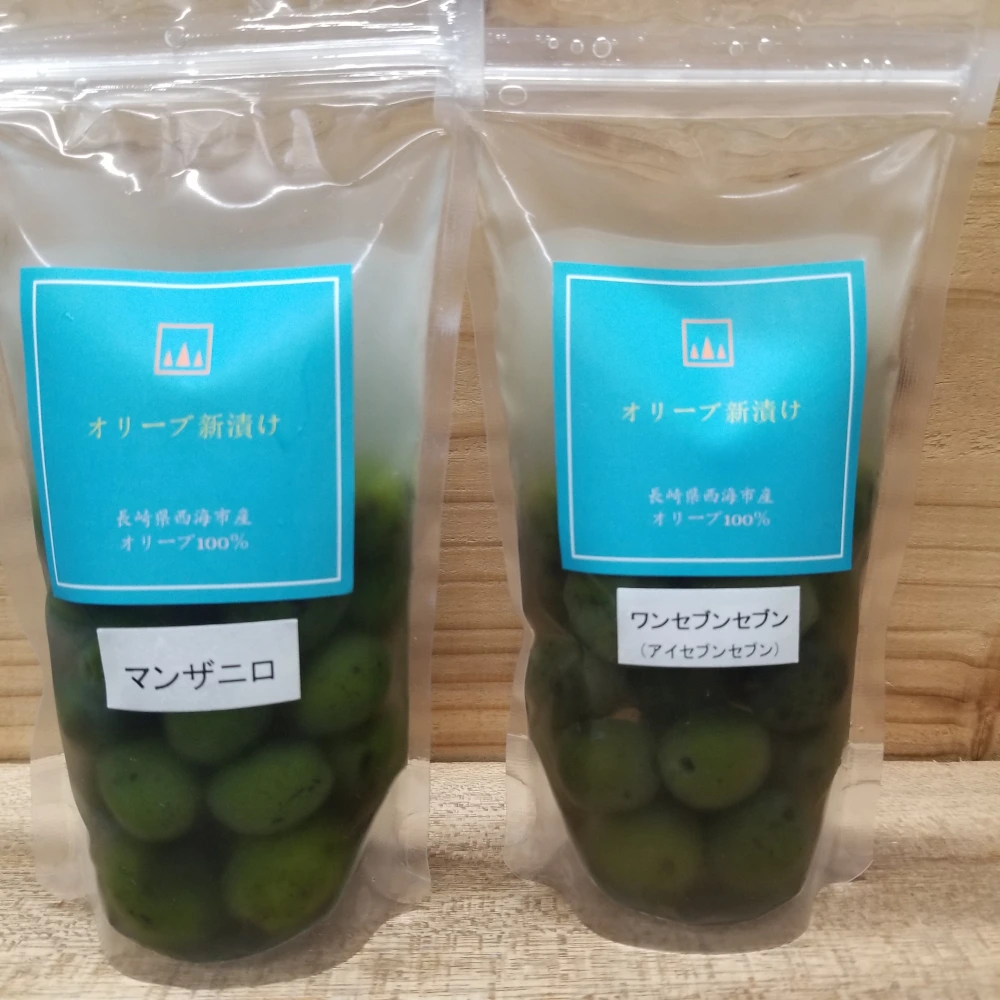 オリーブ新漬け
長崎県西海市産
オリーブ100%
マンザニロ
オリーブ新漬け
長崎県西海市産
オリーブ100%
ワンセブンセブン
（アイセブンセブン）